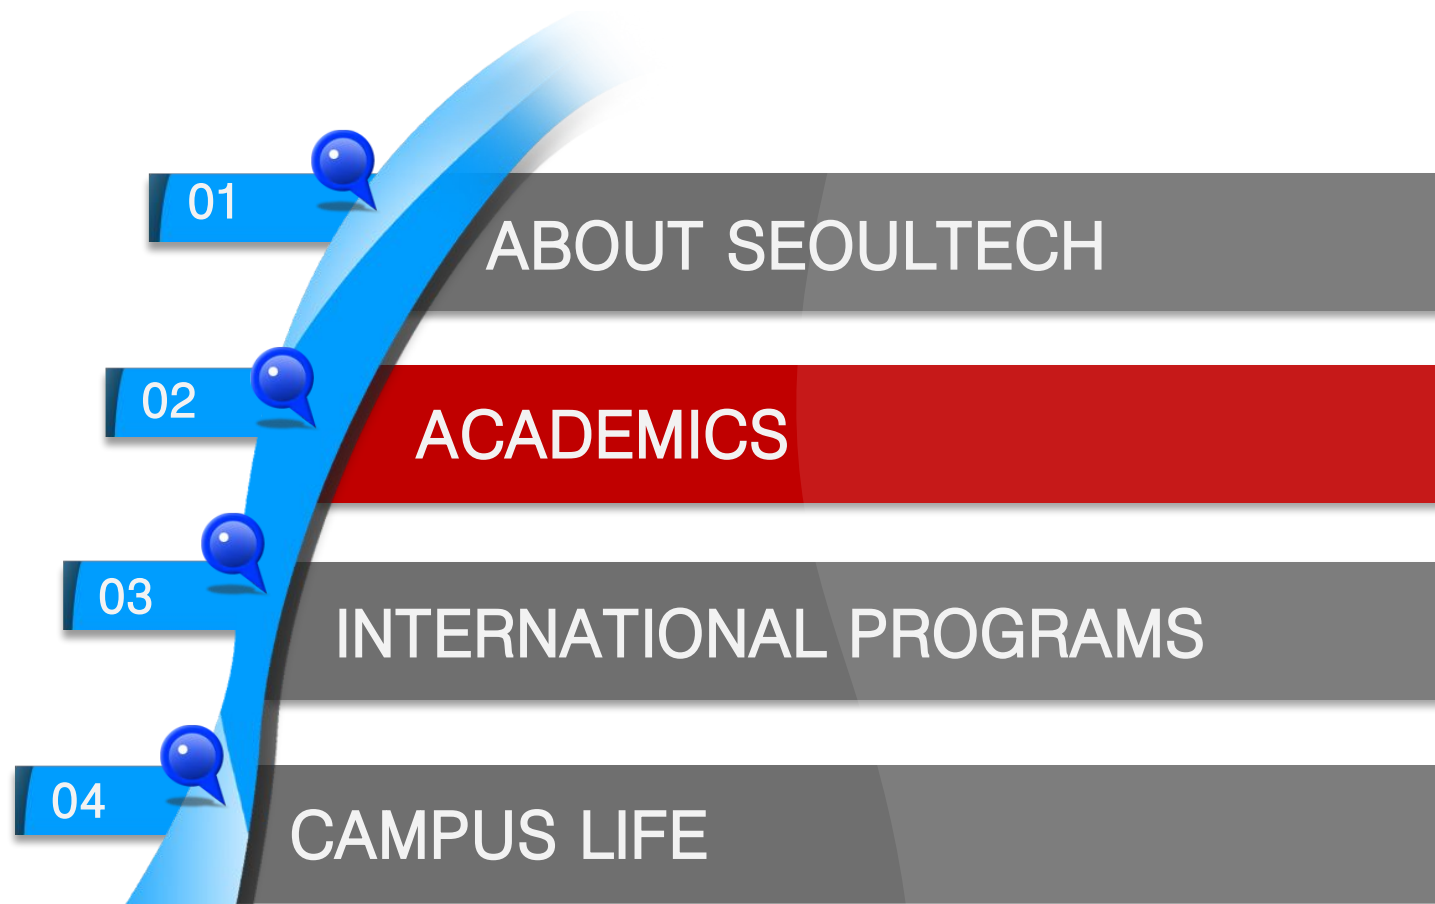 01
ABOUT SEOULTECH
02
ACADEMICS
03
INTERNATIONAL PROGRAMS
04
CAMPUS LIFE